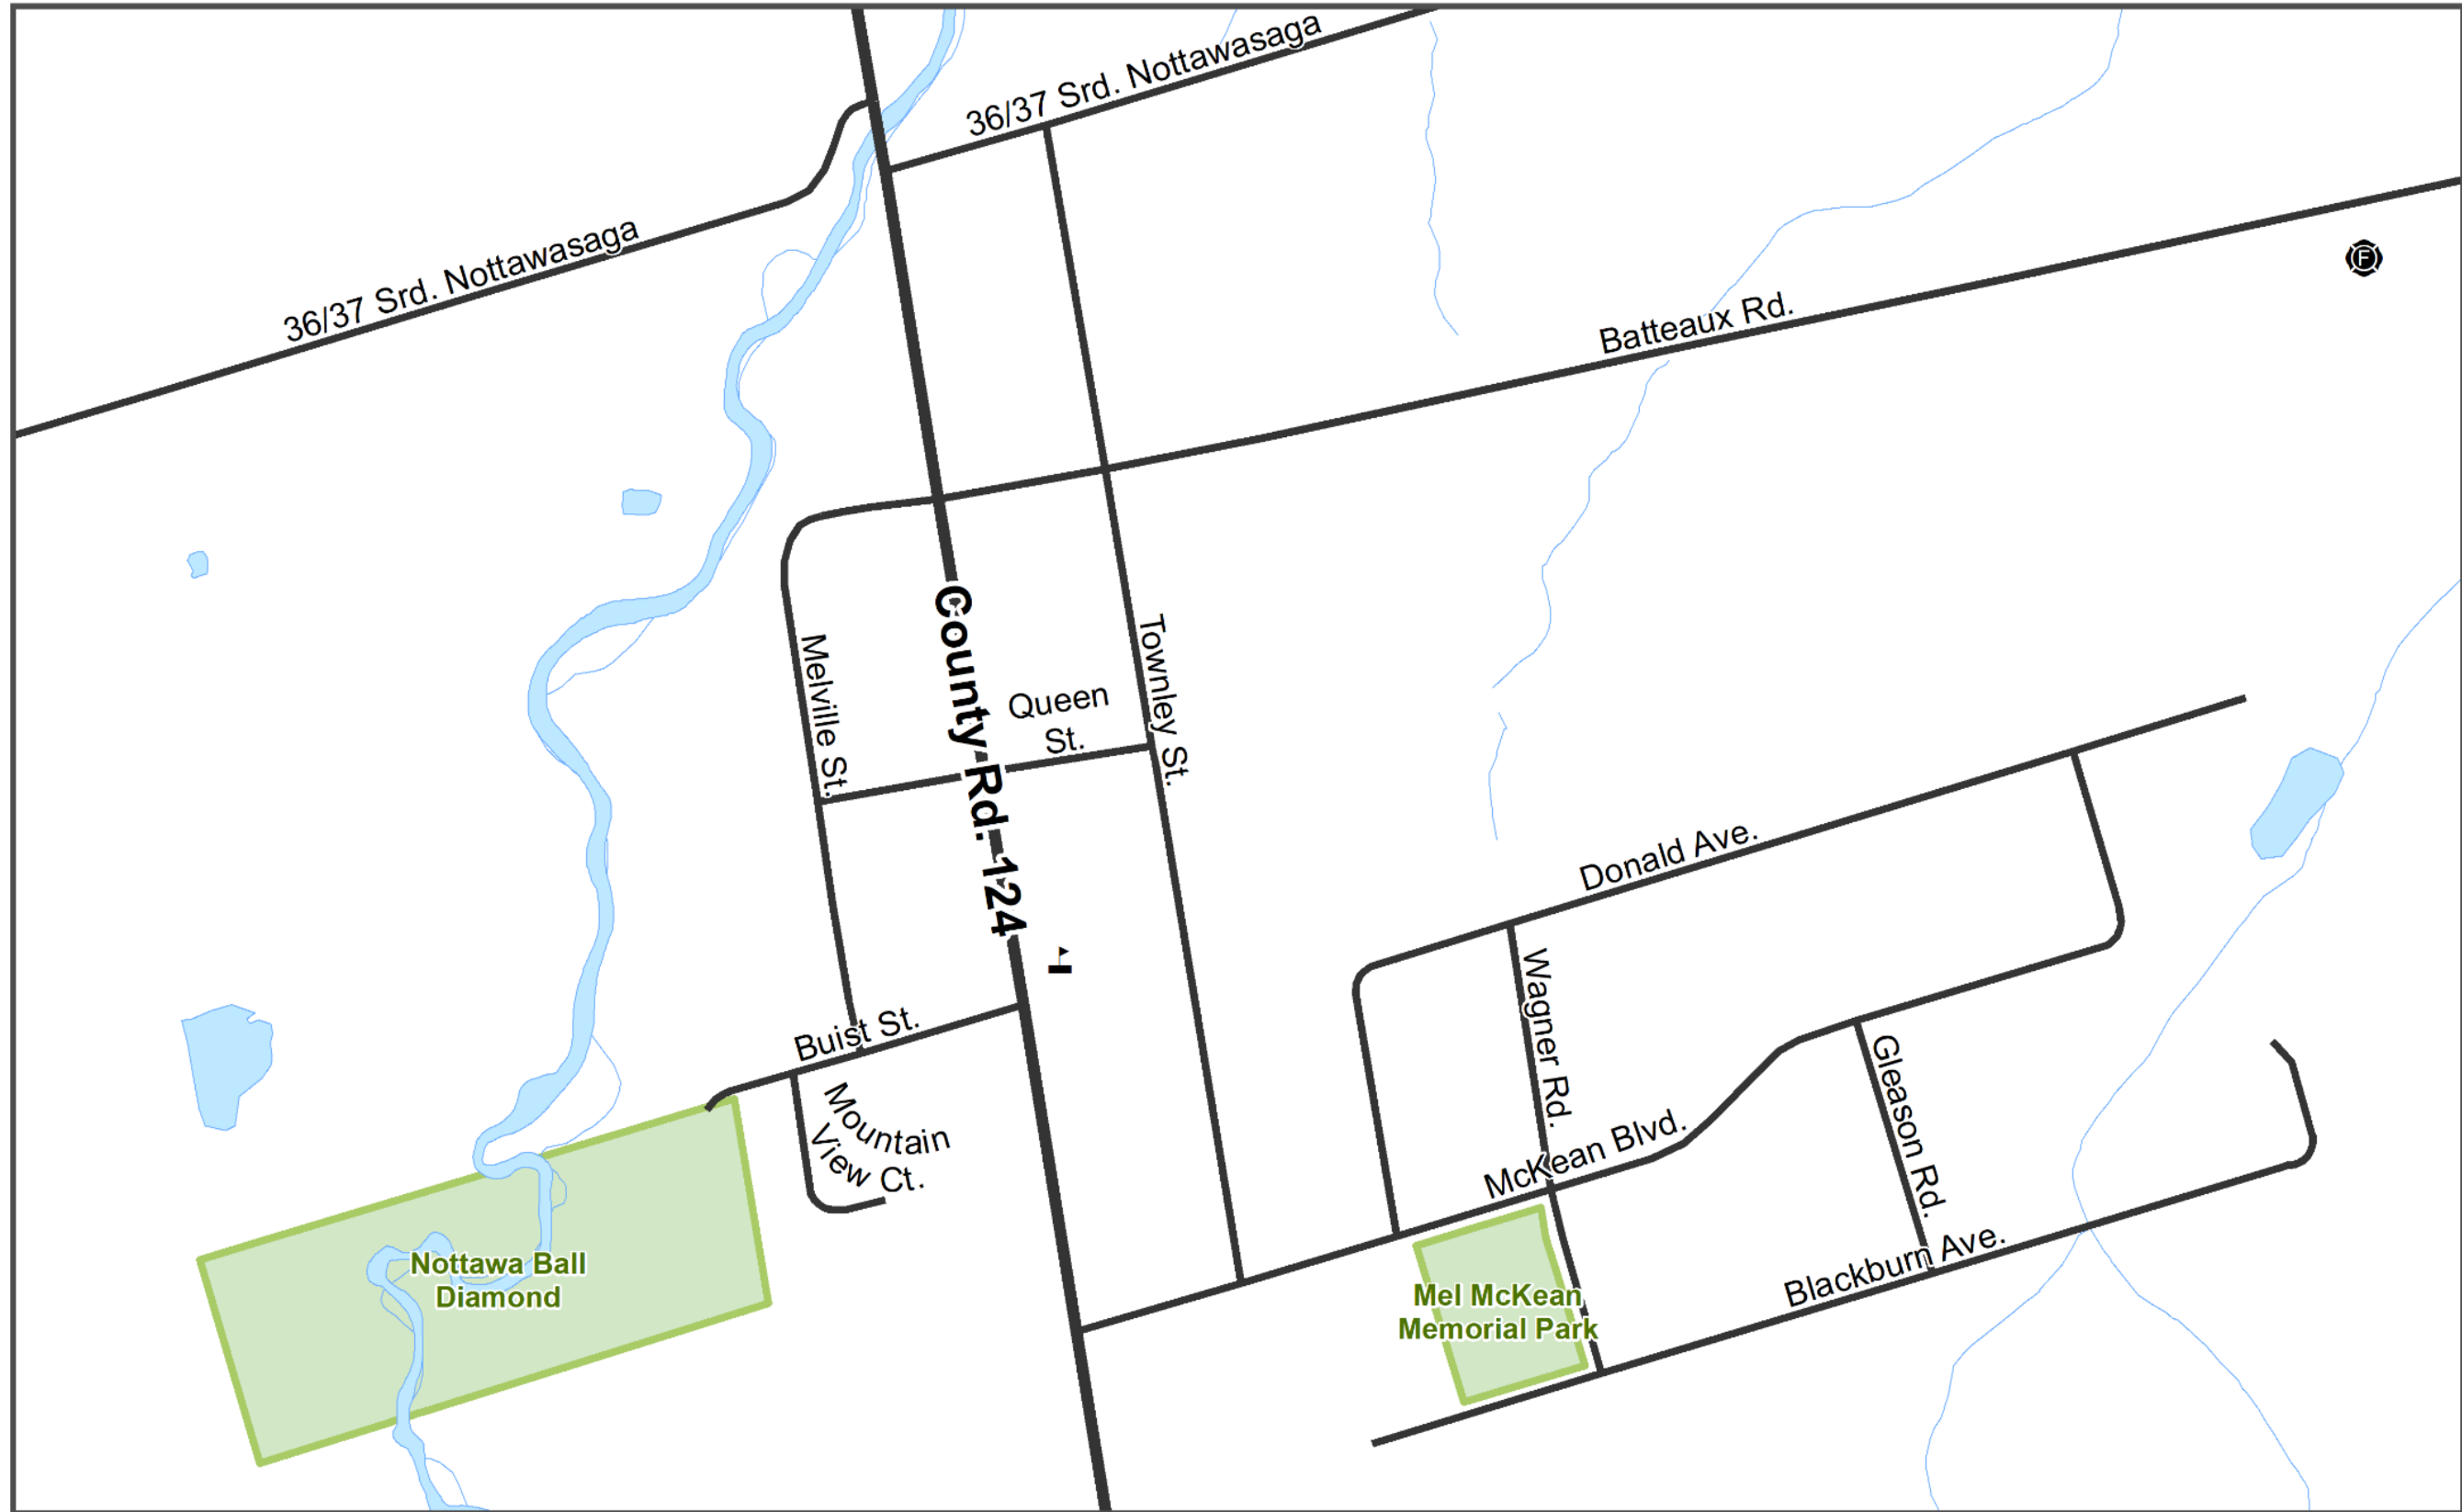 36/37 Srd. Nottawasaga
36/37 Srd. Nottawasaga
F
Batteaux Rd.
County Rd. 124
Melville St.
Townley St.
Queen
St.
Donald Ave.
Wagner Rd.
Buist St.
Mountain
View Ct.
McKean Blvd.
Gleason Rd.
Blackburn Ave.
Nottawa Ball
Diamond
Mel McKean
Memorial Park